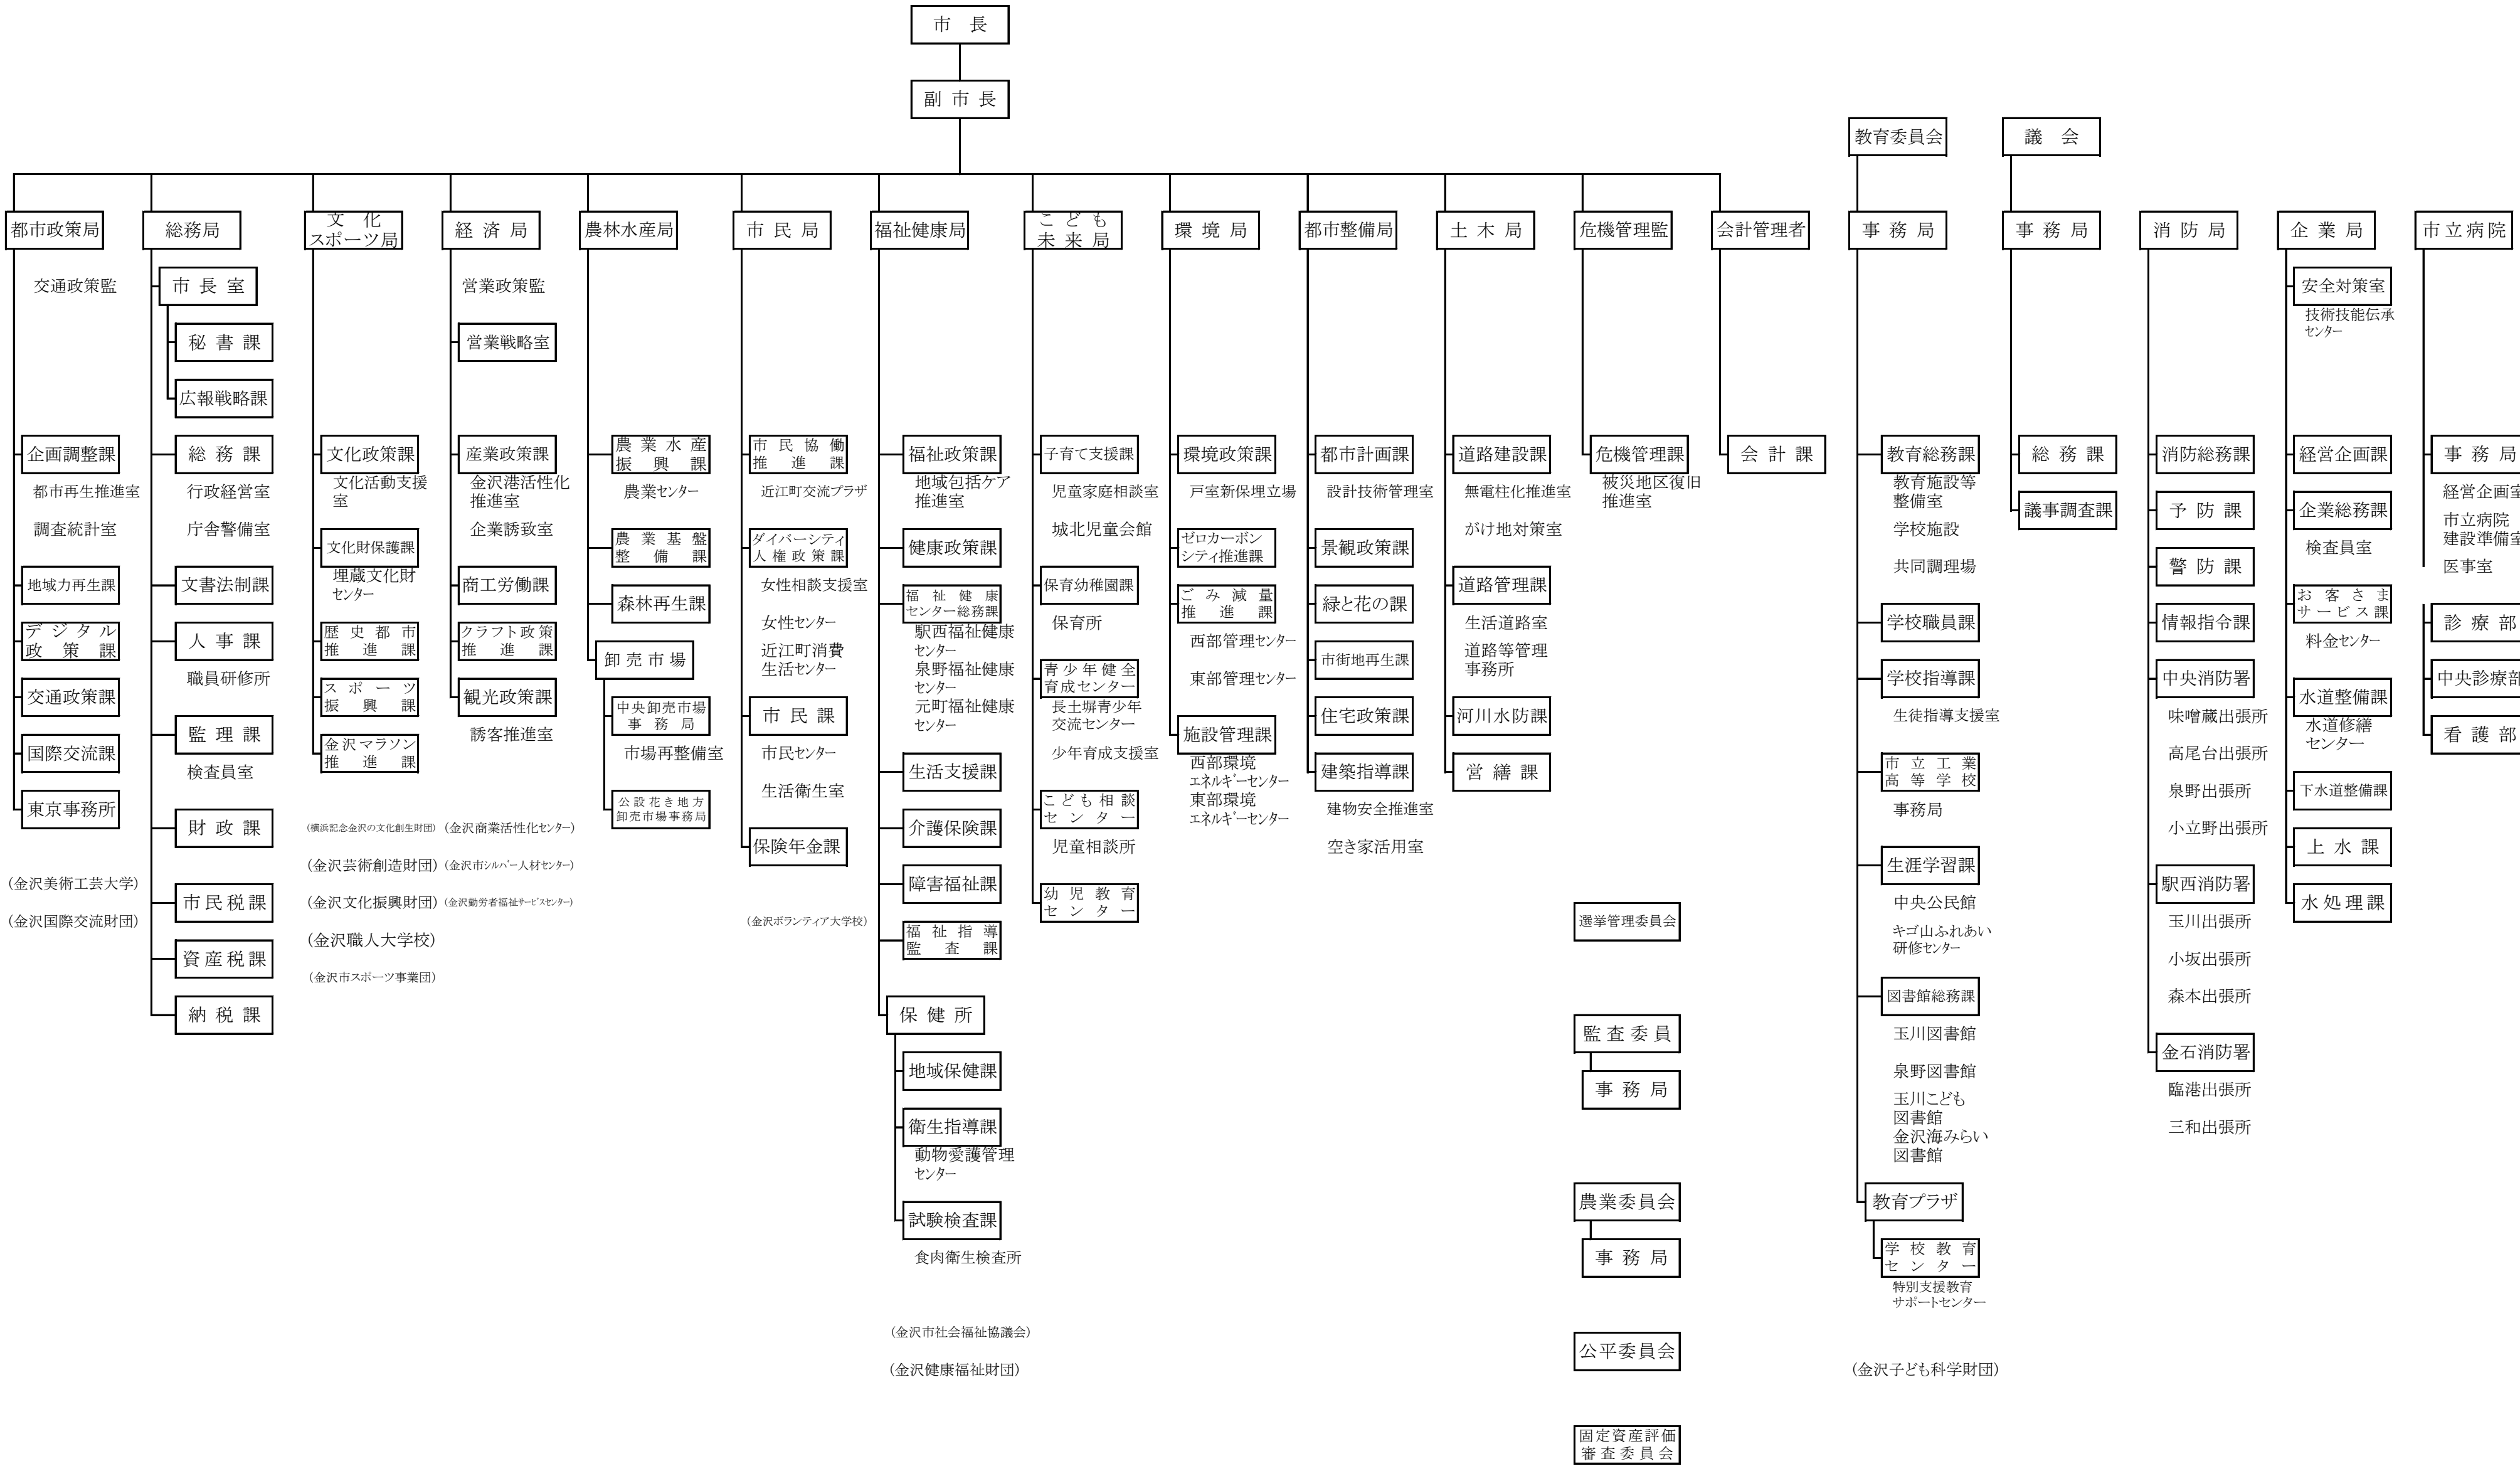 市長
副市長
教育委員会
議会
都市政策局
総務局
文化
スポーツ局
経済局
農林水産局
市民局
福祉健康局
こども
未来局
環境局
都市整備局
土木局
危機管理監
会計管理者
事務局
事務局
消防局
企業局
市立病院
交通政策監
企画調整課
都市再生推進室
調査統計室
地域力再生課
デジタル
政策課
交通政策課
国際交流課
東京事務所
(金沢美術工芸大学)
(金沢国際交流財団)
市長室
秘書課
広報戦略課
総務課
行政経営室
庁舎警備室
文書法制課
人事課
職員研修所
監理課
検査員室
財政課
市民税課
資産税課
納税課
文化政策課
文化活動支援
室
文化財保護課
埋蔵文化財
センター
歴史都市
推進課
スポーツ
振興課
金沢マラソン
推進課
(横浜記念金沢の文化創生財団)
(金沢芸術創造財団)
(金沢文化振興財団)
(金沢職人大学校)
(金沢市スポーツ事業団)
営業政策監
営業戦略室
産業政策課
金沢港活性化
推進室
企業誘致室
商工労働課
クラフト政策
推進課
観光政策課
誘客推進室
(金沢商業活性化センター)
(金沢市シルバー人材センター)
(金沢勤労者福祉サービスセンター)
農業水産
振興課
農業センター
農業基盤
整備課
森林再生課
卸売市場
中央卸売市場
事務局
市場再整備室
公設花き地方
卸売市場事務局
市民協働
推進課
近江町交流プラザ
ダイバーシティ
人権政策課
女性相談支援室
女性センター
近江町消費
生活センター
市民課
市民センター
生活衛生室
保険年金課
(金沢ボランティア大学校)
福祉政策課
地域包括ケア
推進室
健康政策課
福祉健康
センター総務課
駅西福祉健康
センター
泉野福祉健康
センター
元町福祉健康
センター
生活支援課
介護保険課
障害福祉課
福祉指導
監査課
保健所
地域保健課
衛生指導課
動物愛護管理
センター
試験検査課
食肉衛生検査所
(金沢市社会福祉協議会)
(金沢健康福祉財団)
子育て支援課
児童家庭相談室
城北児童会館
保育幼稚園課
保育所
青少年健全
育成センター
長土塀青少年
交流センター
少年育成支援室
こども相談
センター
児童相談所
幼児教育
センター
環境政策課
戸室新保埋立場
ゼロカーボン
シティ推進課
ごみ減量
推進課
西部管理センター
東部管理センター
施設管理課
西部環境
エネルギーセンター
東部環境
エネルギーセンター
都市計画課
設計技術管理室
景観政策課
緑と花の課
市街地再生課
住宅政策課
建築指導課
建物安全推進室
空き家活用室
道路建設課
無電柱化推進室
がけ地対策室
道路管理課
生活道路室
道路等管理
事務所
河川水防課
営繕課
危機管理課
被災地区復旧
推進室
選挙管理委員会
監査委員
事務局
農業委員会
事務局
公平委員会
固定資産評価
審査委員会
会計課
教育総務課
教育施設等
整備室
学校施設
共同調理場
学校職員課
学校指導課
生徒指導支援室
市立工業
高等学校
事務局
生涯学習課
中央公民館
キゴ山ふれあい
研修センター
図書館総務課
玉川図書館
泉野図書館
玉川こども
図書館
金沢海みらい
図書館
教育プラザ
学校教育
センター
特別支援教育
サポートセンター
(金沢子ども科学財団)
総務課
議事調査課
消防総務課
予防課
警防課
情報指令課
中央消防署
味噌蔵出張所
高尾台出張所
泉野出張所
小立野出張所
駅西消防署
玉川出張所
小坂出張所
森本出張所
金石消防署
臨港出張所
三和出張所
安全対策室
技術技能伝承
センター
経営企画課
企業総務課
検査員室
お客さま
サービス課
料金センター
水道整備課
水道修繕
センター
下水道整備課
上水課
水処理課
事務局
経営企画室
市立病院
建設準備室
医事室
診療部
中央診療部
看護部